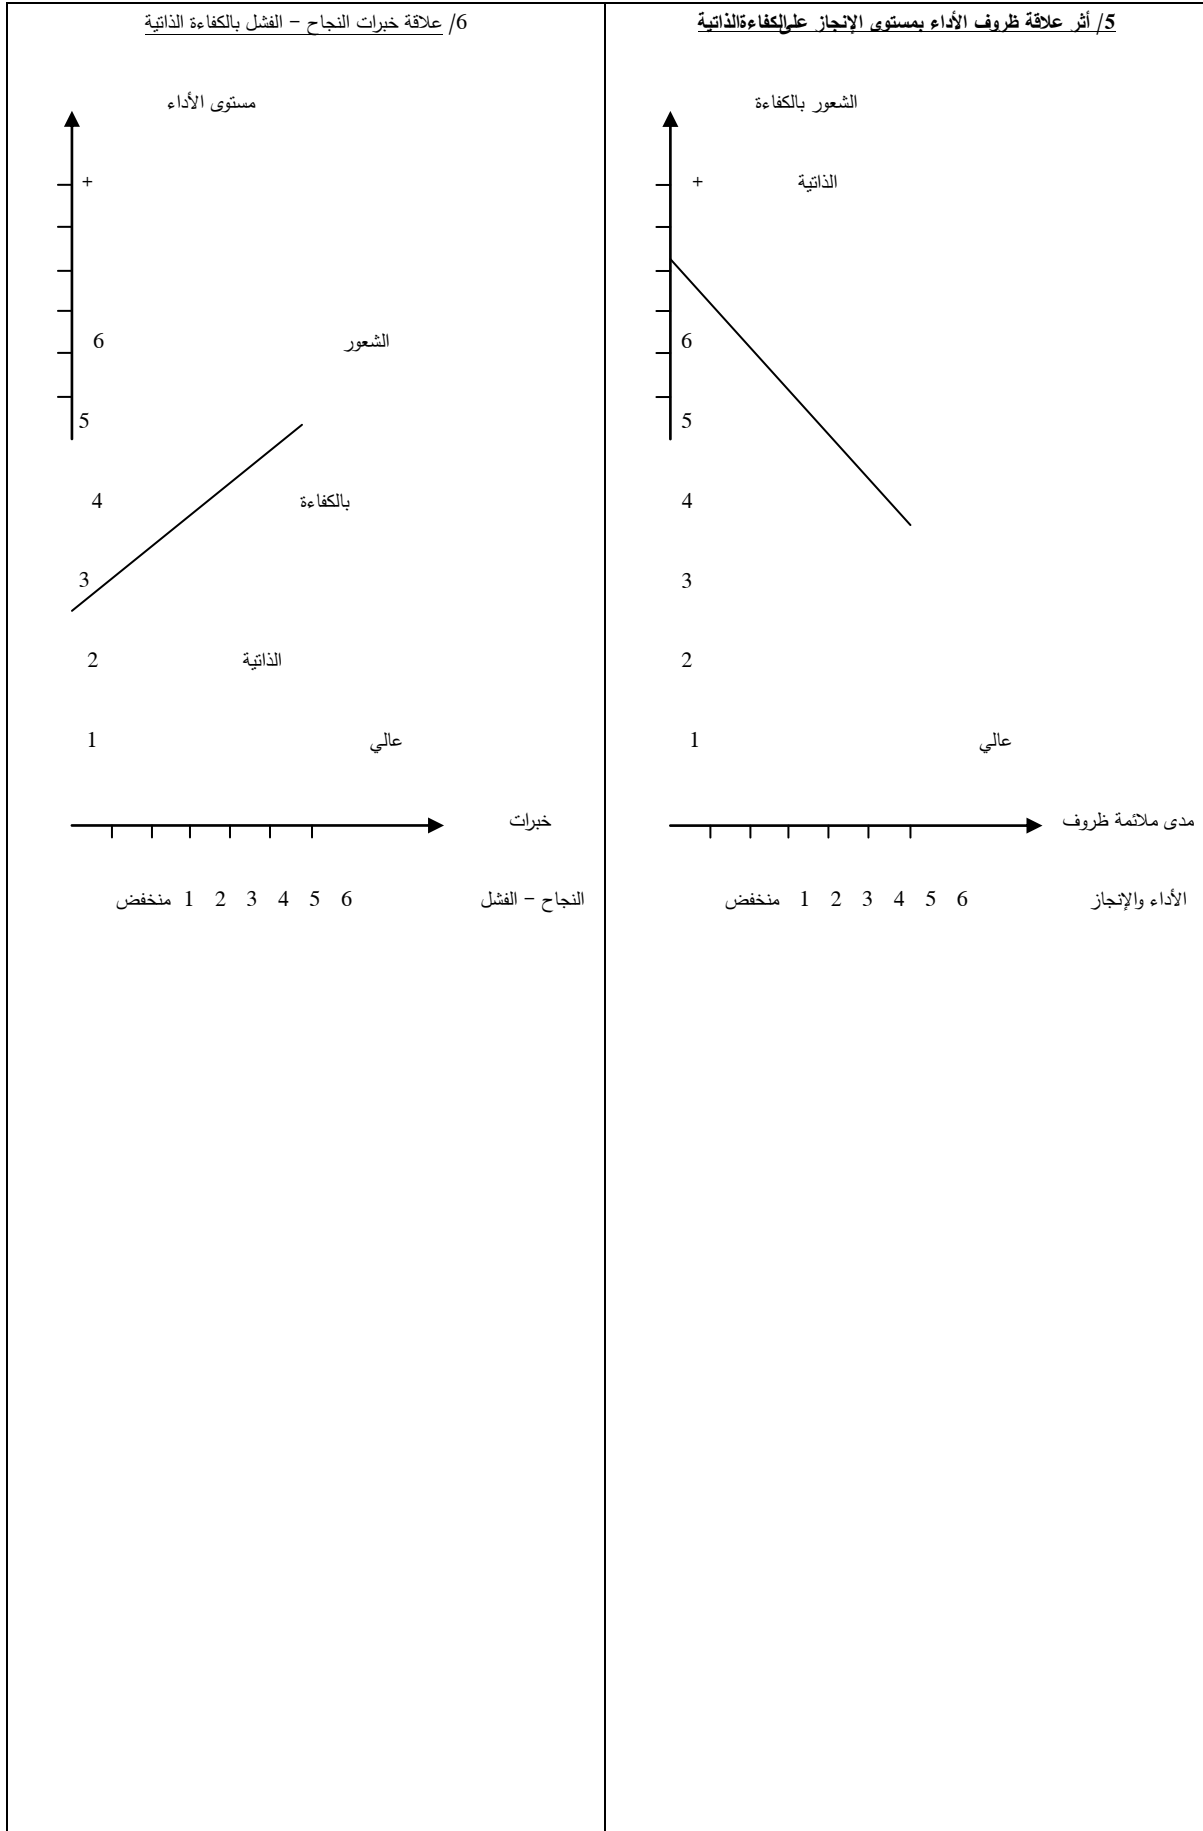 5/ أثر علاقة ظروف الأداء بمستوى الإنجاز على الكفاءة الذاتية
الشعور بالكفاءة
+ الذاتية
6
5
4
3
2
1 عالي
مدى ملائمة ظروف
الأداء والإنجاز
منخفض 1 2 3 4 5 6
6/ علاقة خبرات النجاح – الفشل بالكفاءة الذاتية
مستوى الأداء
+
6 الشعور
5
4 بالكفاءة
3
2 الذاتية
1 عالي
خبرات
النجاح – الفشل
منخفض 1 2 3 4 5 6